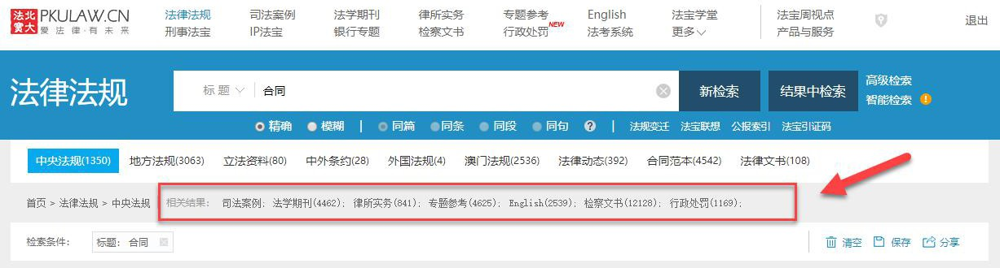 北大法宝 PKULAW.CN 法律法规 司法案例 法学期刊 律所实务 专题参考 English 法宝学堂 法宝周视点
爱法律·有未来 刑事法宝 IP法宝 银行专题 检察文书 行政处罚 NEW 法考系统 更多 产品与服务 退出
法律法规 标题 合同 新检索 结果中检索 高级检索
智能检索
精确 模糊 | 同篇 同条 同段 同句 ? | 法规变迁 法宝联想 公报索引 法宝引证码
中央法规(1350) 地方法规(3063) 立法资料(80) 中外条约(28) 外国法规(4) 澳门法规(2536) 法律动态(392) 合同范本(4542) 法律文书(108)
首页 > 法律法规 > 中央法规 相关结果: 司法案例; 法学期刊(4462); 律所实务(841); 专题参考(4625); English(2539); 检察文书(12128); 行政处罚(1169);
检索条件: 标题: 合同 清空 保存 分享